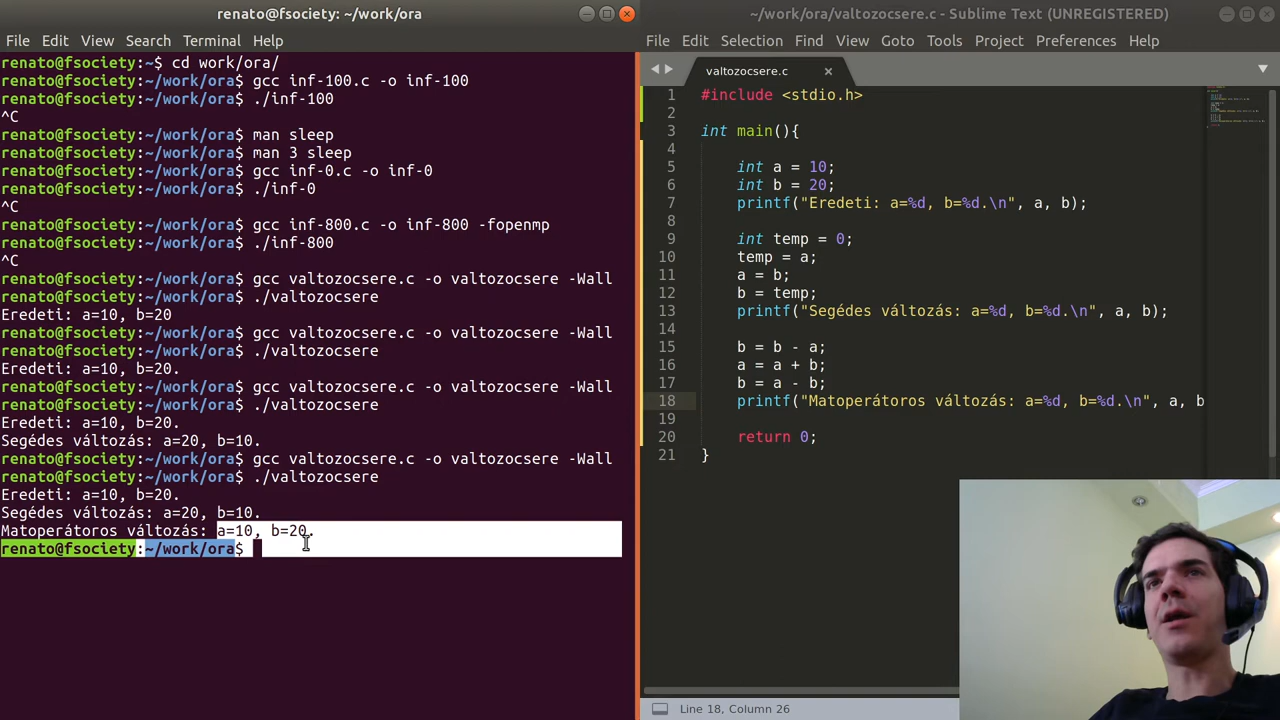 renato@fsociety: ~/work/ora
File Edit View Search Terminal Help
renato@fsociety:~$ cd work/ora/
renato@fsociety:~/work/ora$ gcc inf-100.c -o inf-100
renato@fsociety:~/work/ora$ ./inf-100
^C
renato@fsociety:~/work/ora$ man sleep
renato@fsociety:~/work/ora$ man 3 sleep
renato@fsociety:~/work/ora$ gcc inf-0.c -o inf-0
renato@fsociety:~/work/ora$ ./inf-0
^C
renato@fsociety:~/work/ora$ gcc inf-800.c -o inf-800 -fopenmp
renato@fsociety:~/work/ora$ ./inf-800
^C
renato@fsociety:~/work/ora$ gcc valtozocsere.c -o valtozocsere -Wall
renato@fsociety:~/work/ora$ ./valtozocsere
Eredeti: a=10, b=20
renato@fsociety:~/work/ora$ gcc valtozocsere.c -o valtozocsere -Wall
renato@fsociety:~/work/ora$ ./valtozocsere
Eredeti: a=10, b=20.
renato@fsociety:~/work/ora$ gcc valtozocsere.c -o valtozocsere -Wall
renato@fsociety:~/work/ora$ ./valtozocsere
Eredeti: a=10, b=20.
Segédes változás: a=20, b=10.
renato@fsociety:~/work/ora$ gcc valtozocsere.c -o valtozocsere -Wall
renato@fsociety:~/work/ora$ ./valtozocsere
Eredeti: a=10, b=20.
Segédes változás: a=20, b=10.
Matoperátoros változás: a=10, b=20.
renato@fsociety:~/work/ora$
~/work/ora/valtozocsere.c - Sublime Text (UNREGISTERED)
File Edit Selection Find View Goto Tools Project Preferences Help
valtozocsere.c
1 #include <stdio.h>
2
3 int main(){
4
5 int a = 10;
6 int b = 20;
7 printf("Eredeti: a=%d, b=%d.\n", a, b);
8
9 int temp = 0;
10 temp = a;
11 a = b;
12 b = temp;
13 printf("Segédes változás: a=%d, b=%d.\n", a, b);
14
15 b = b - a;
16 a = a + b;
17 b = a - b;
18 printf("Matoperátoros változás: a=%d, b=%d.\n", a, b
19
20 return 0;
21 }
Line 18, Column 26